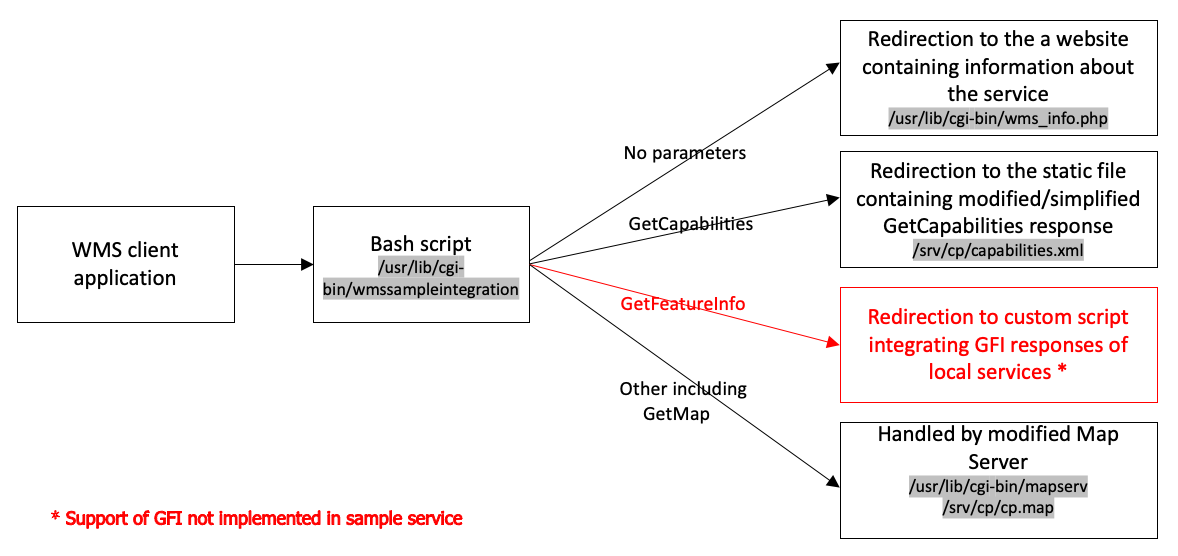 WMS client
application
Bash script
/usr/lib/cgi-
bin/wmssampleintegration
No parameters
GetCapabilities
GetFeatureInfo
Other including
GetMap
Redirection to the a website
containing information about
the service
/usr/lib/cgi-bin/wms_info.php
Redirection to the static file
containing modified/simplified
GetCapabilities response
/srv/cp/capabilities.xml
Redirection to custom script
integrating GFI responses of
local services *
Handled by modified Map
Server
/usr/lib/cgi-bin/mapserv
/srv/cp/cp.map
* Support of GFI not implemented in sample service